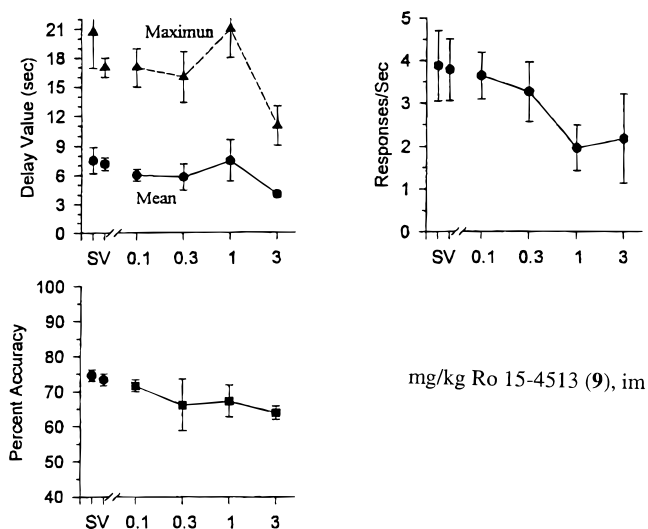 Delay Value (sec)
21
18
15
12
9
6
3
0
Maximun
Mean
SV 0.1 0.3 1 3
Responses/Sec
5
4
3
2
1
0
SV 0.1 0.3 1 3
Percent Accuracy
100
90
80
70
60
50
40
SV 0.1 0.3 1 3
mg/kg Ro 15-4513 (9), im